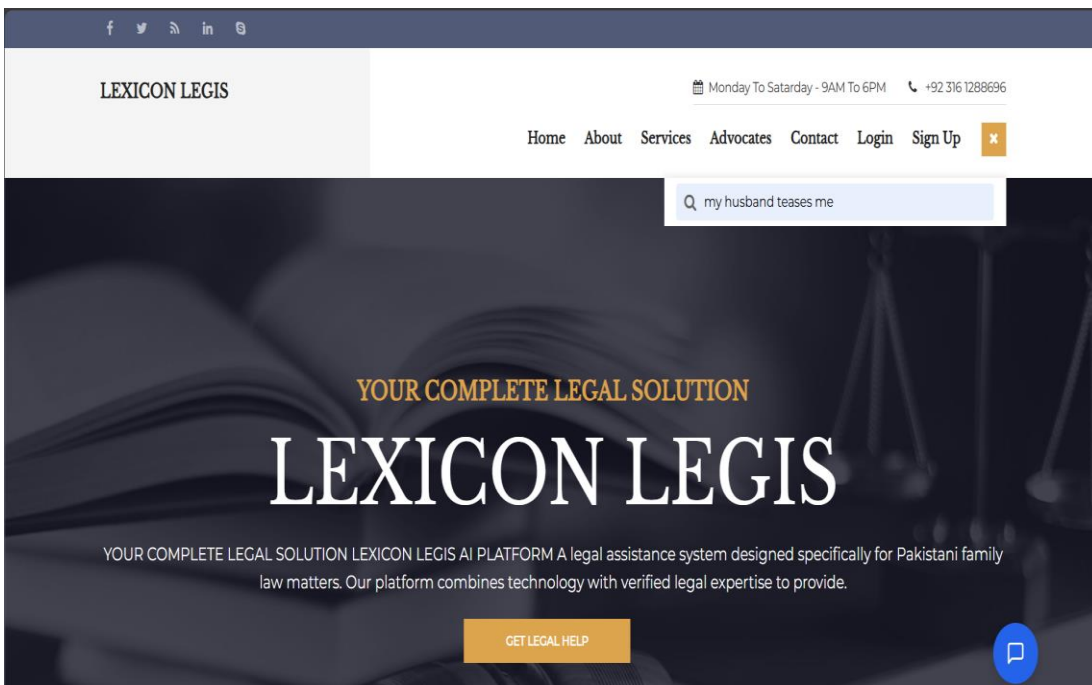 LEXICON LEGIS
Monday To Satarday - 9AM To 6PM +92 316 1288696
Home About Services Advocates Contact Login Sign Up
my husband teases me
YOUR COMPLETE LEGAL SOLUTION
LEXICON LEGIS
YOUR COMPLETE LEGAL SOLUTION LEXICON LEGIS AI PLATFORM A legal assistance system designed specifically for Pakistani family
law matters. Our platform combines technology with verified legal expertise to provide.
GET LEGAL HELP